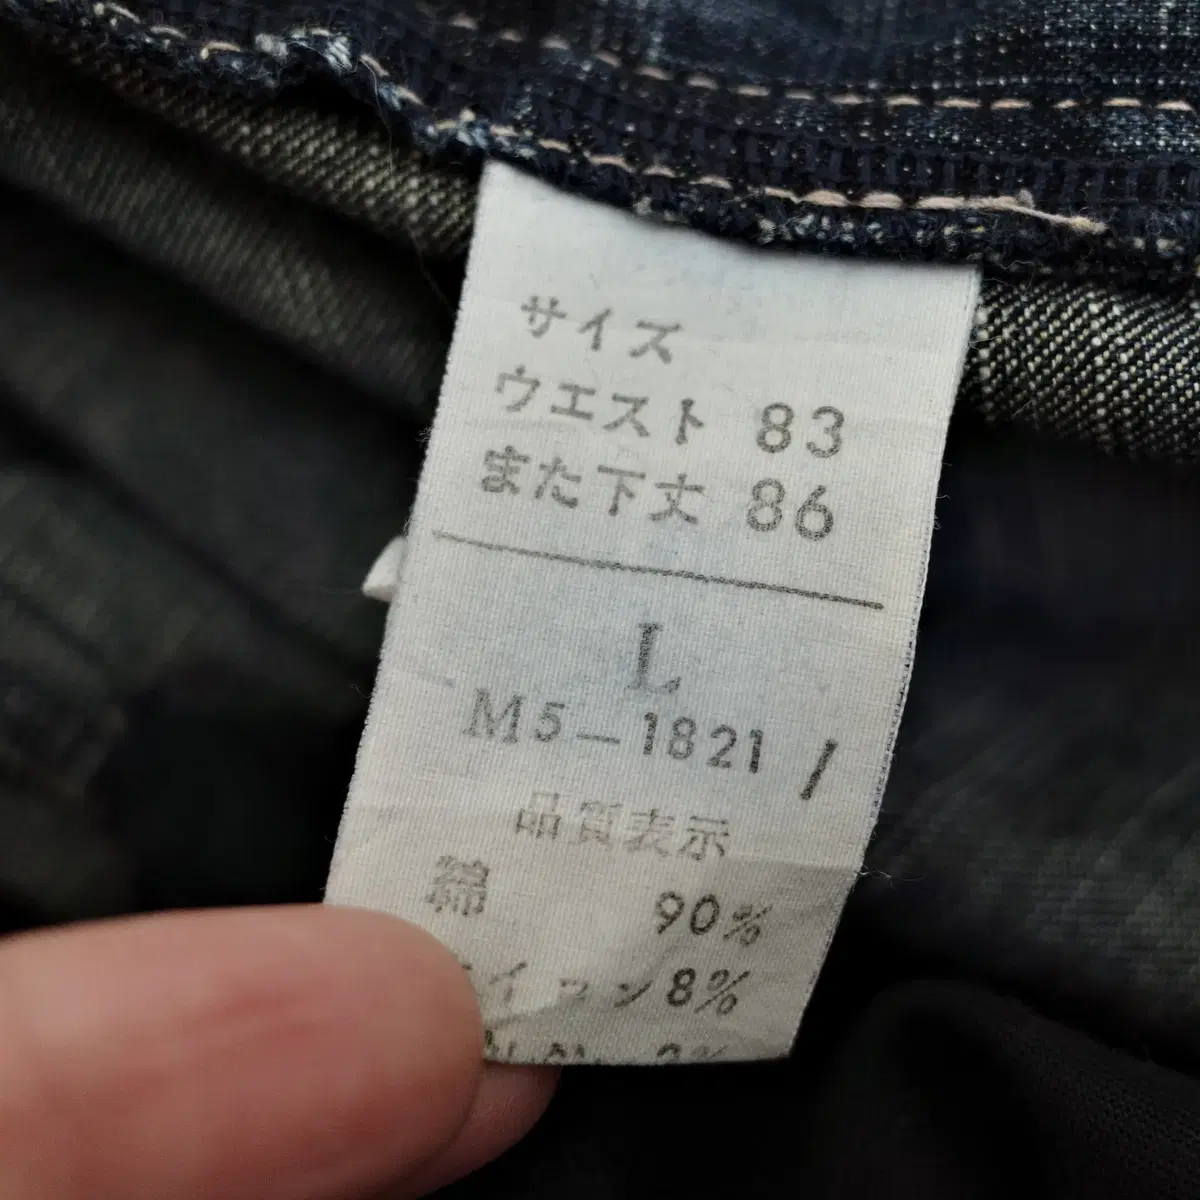 サイズ
ウエスト 83
また下丈 86
L
M5-1821 /
品質表示
綿 90%
8%